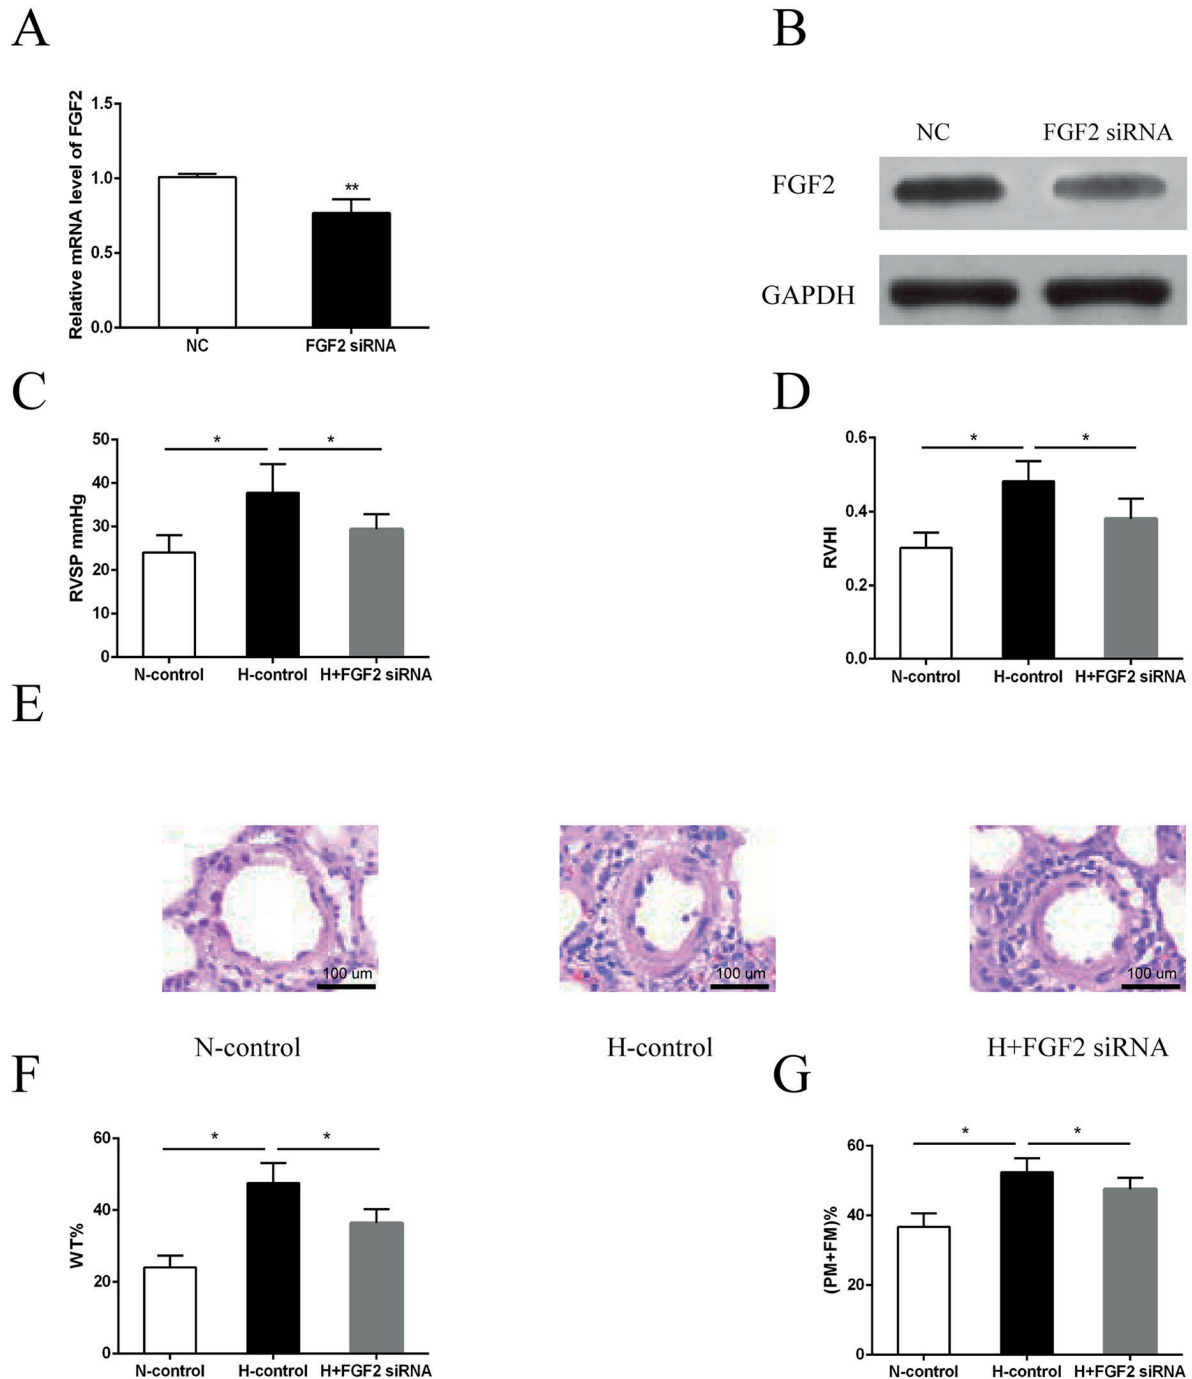 A
B
1.5
1.0
0.5
0.0
Relative mRNA level of FGF2
**
NC
FGF2 siRNA
NC
FGF2 siRNA
FGF2
GAPDH
C
D
50
40
30
20
10
0
RVSP mmHg
*
*
N-control
H-control
H+FGF2 siRNA
0.6
0.4
0.2
0.0
RVHI
*
*
N-control
H-control
H+FGF2 siRNA
E
100 um
100 um
100 um
N-control
H-control
H+FGF2 siRNA
F
G
60
40
20
0
WT%
*
*
N-control
H-control
H+FGF2 siRNA
60
40
20
0
(PM+FM)%
*
*
N-control
H-control
H+FGF2 siRNA